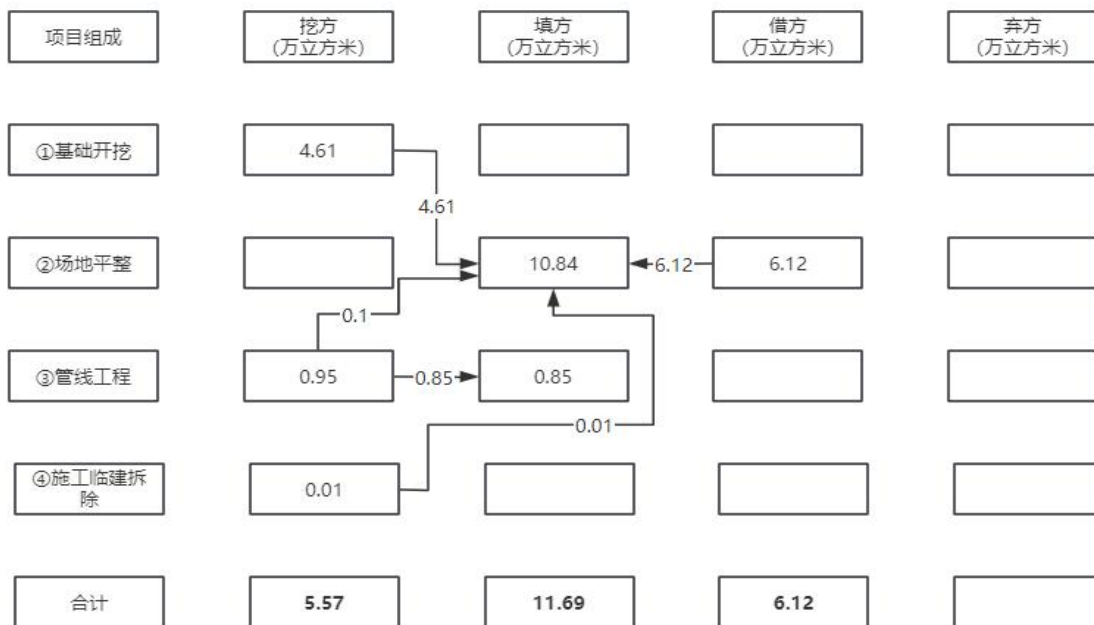 项目组成
挖方
(万立方米)
填方
(万立方米)
借方
(万立方米)
弃方
(万立方米)
①基础开挖
4.61
4.61
②场地平整
10.84
6.12
6.12
0.1
③管线工程
0.95
0.85
0.85
0.01
④施工临建拆
除
0.01
合计
5.57
11.69
6.12